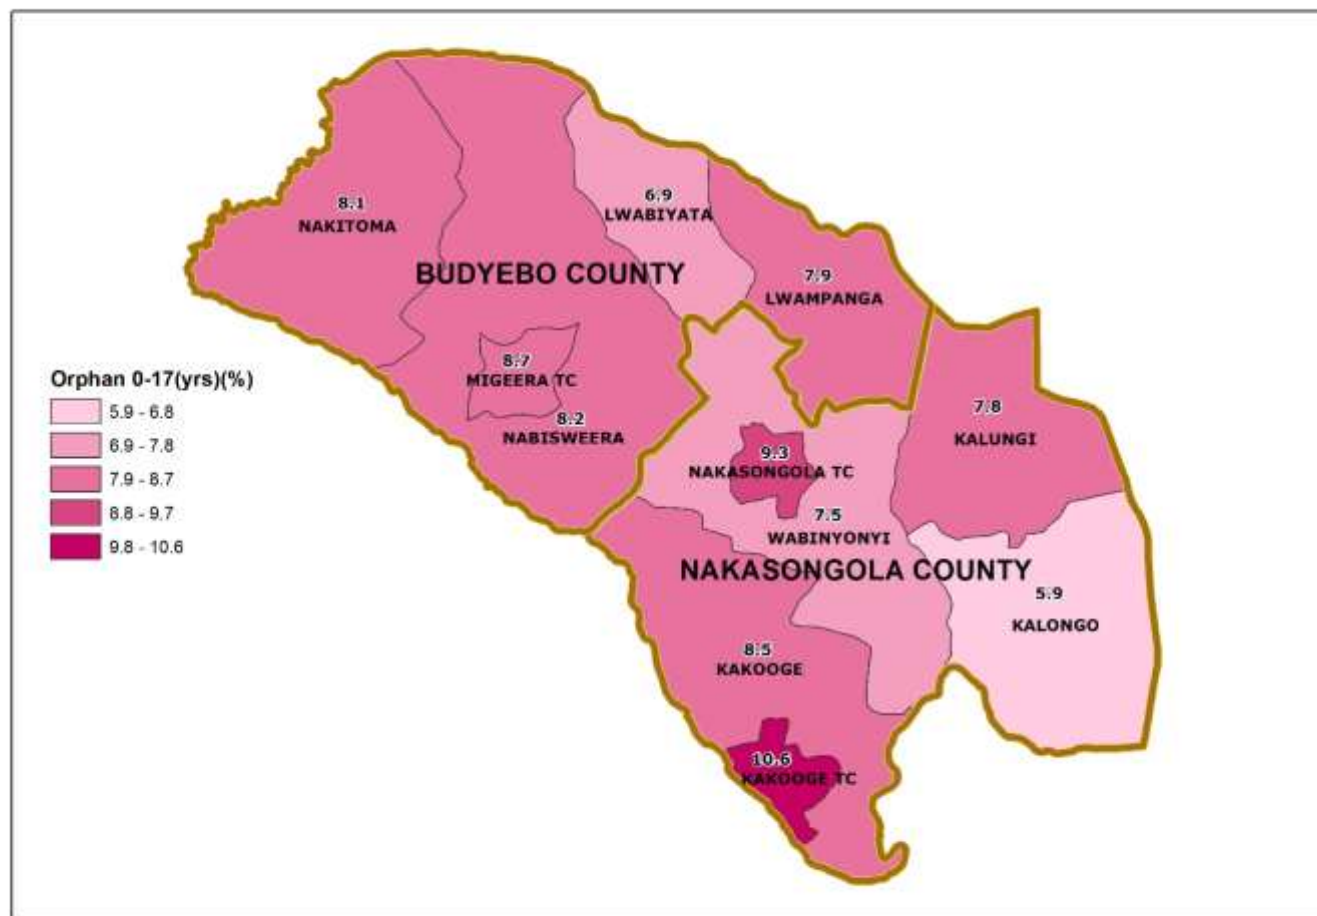 8.1
NAKITOMA
6.9
LWABIYATA
BUDYEBO COUNTY
7.9
LWAMPANGA
8.7
MIGEERA TC
8.2
NABISWEERA
Orphan 0-17(yrs)(%)
5.9 - 6.8
6.9 - 7.8
7.9 - 8.7
8.8 - 9.7
9.8 - 10.6
7.8
KALUNGI
9.3
NAKASONGOLA TC
7.5
WABINYONYI
NAKASONGOLA COUNTY
5.9
KALONGO
8.5
KAKOOGE
10.6
KAKOOGE TC